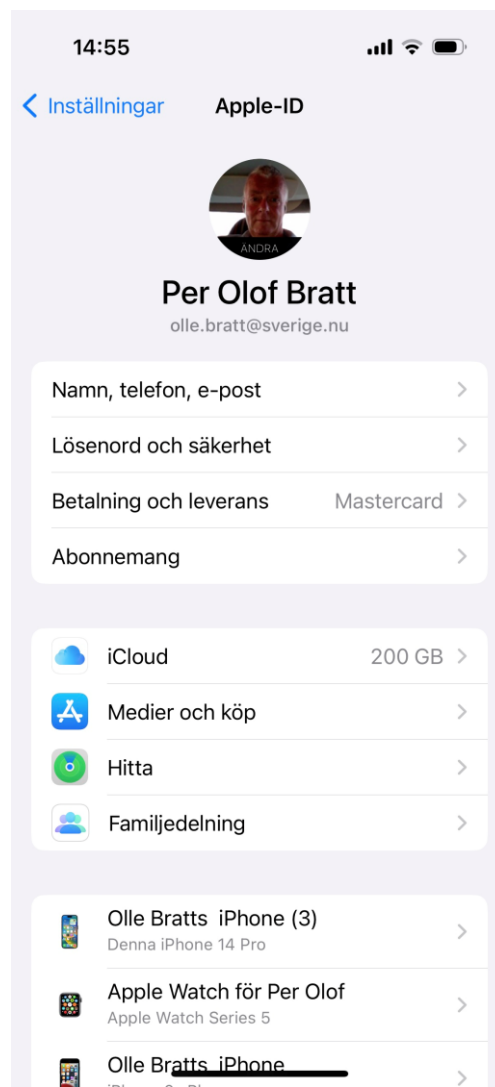 14:55
Inställningar
Apple-ID
ÄNDRA
Per Olof Bratt
olle.bratt@sverige.nu
Namn, telefon, e-post
Lösenord och säkerhet
Betalning och leverans Mastercard
Abonnemang
iCloud 200 GB
Medier och köp
Hitta
Familjedelning
Olle Bratts iPhone (3)
Denna iPhone 14 Pro
Apple Watch för Per Olof
Apple Watch Series 5
Olle Bratts iPhone